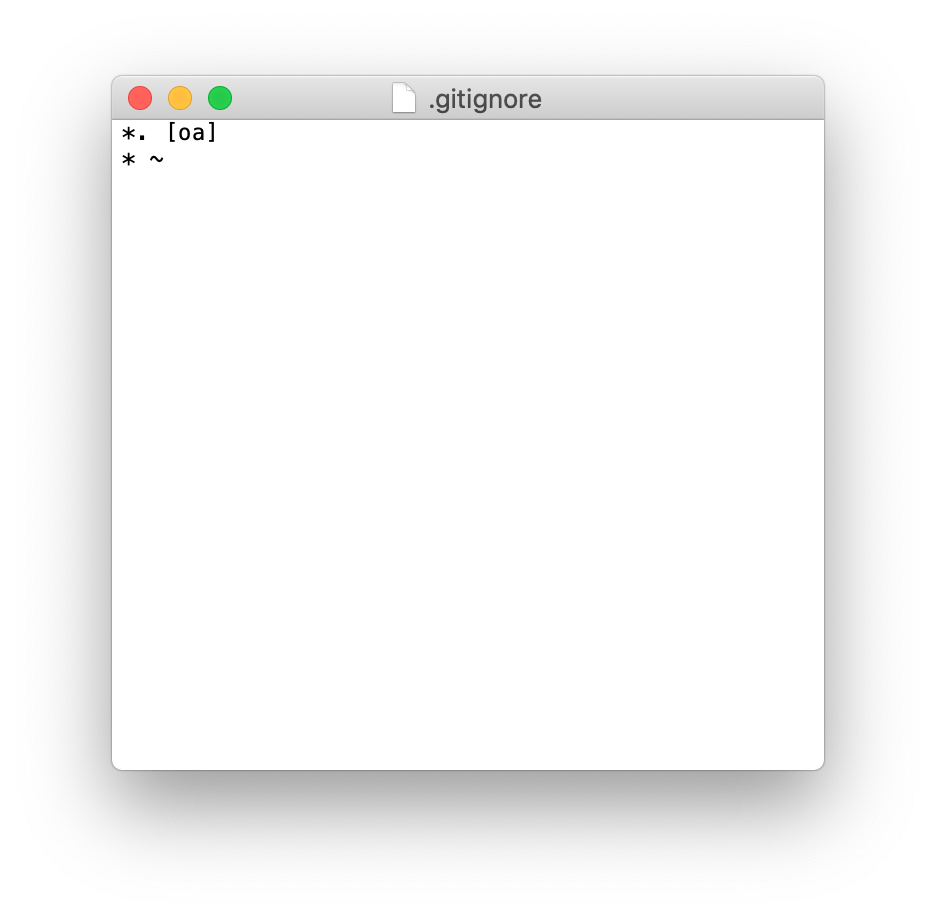 .gitignore
*. [oa]
* ~